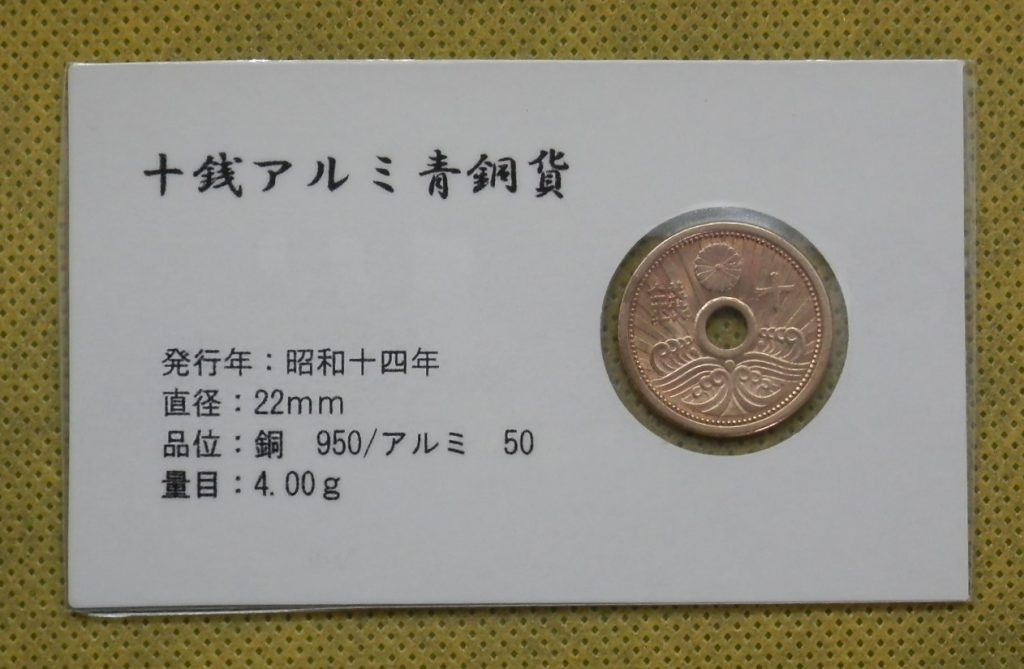 十銭アルミ青銅貨
十
錢
発行年：昭和十四年
直径：22mm
品位：銅　950/アルミ　50
量目：4.00g